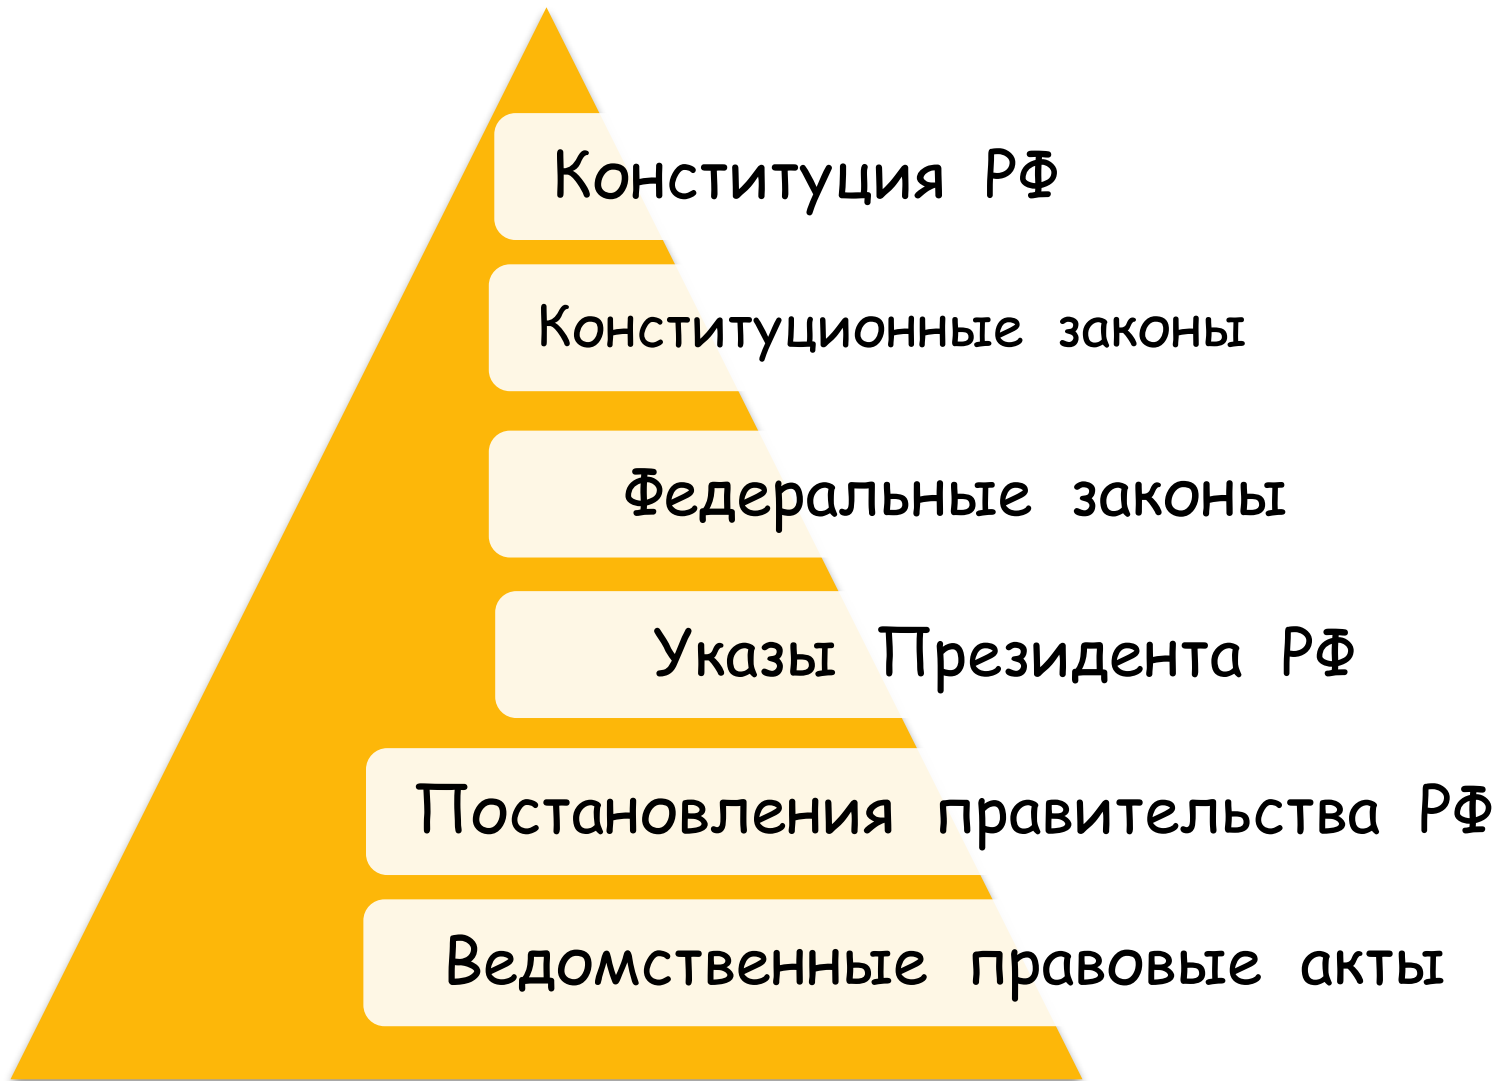 Конституция РФ
Конституционные законы
Федеральные законы
Указы Президента РФ
Постановления правительства РФ
Ведомственные правовые акты